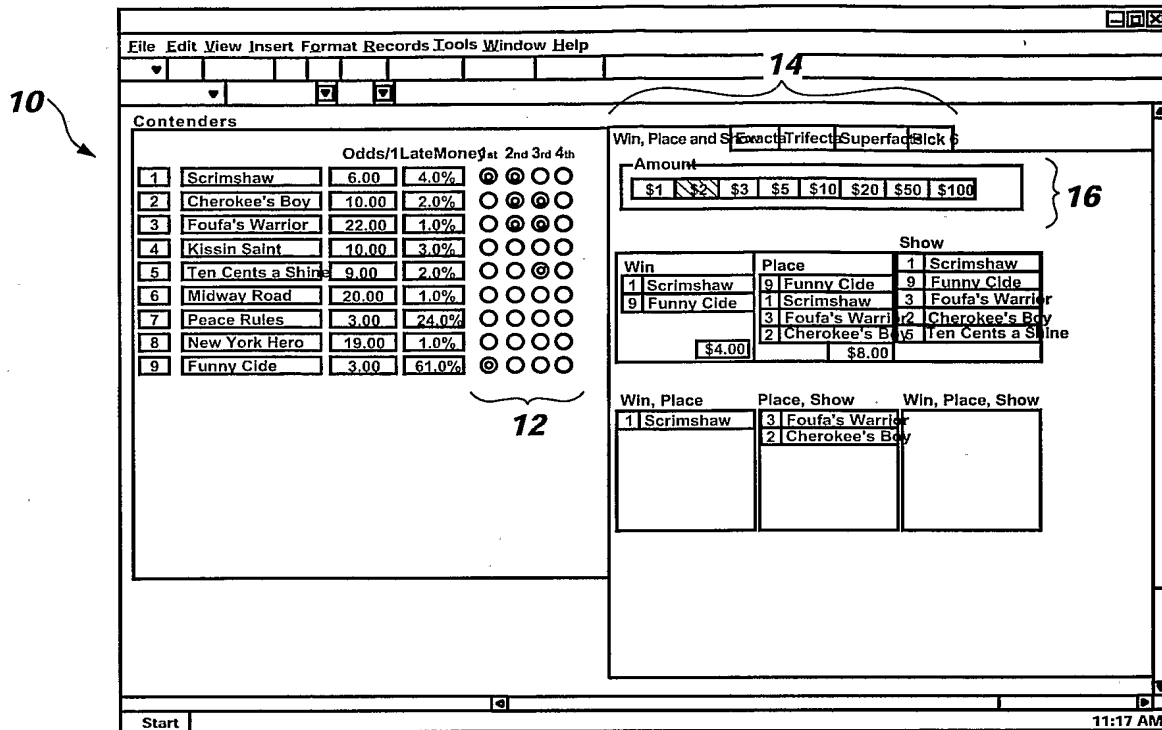 File Edit View Insert Format Records Tools Window Help
14
10
Contenders
Odds/1 LateMoney 1st 2nd 3rd 4th
1 Scrimshaw 6.00 4.0%
2 Cherokee's Boy 10.00 2.0%
3 Foufa's Warrior 22.00 1.0%
4 Kissin Saint 10.00 3.0%
5 Ten Cents a Shine 9.00 2.0%
6 Midway Road 20.00 1.0%
7 Peace Rules 3.00 24.0%
8 New York Hero 19.00 1.0%
9 Funny Cide 3.00 61.0%
12
Win, Place and Show Exacta Trifecta Superfacta Pick 6
Amount
$1 $2 $3 $5 $10 $20 $50 $100
16
Win
1 Scrimshaw
9 Funny Cide
$4.00
Place
9 Funny Cide
1 Scrimshaw
3 Foufa's Warrior
2 Cherokee's Boy
$8.00
Show
1 Scrimshaw
9 Funny Cide
3 Foufa's Warrior
2 Cherokee's Boy
5 Ten Cents a Shine
Win, Place
1 Scrimshaw
Place, Show
3 Foufa's Warrior
2 Cherokee's Boy
Win, Place, Show
Start
11:17 AM